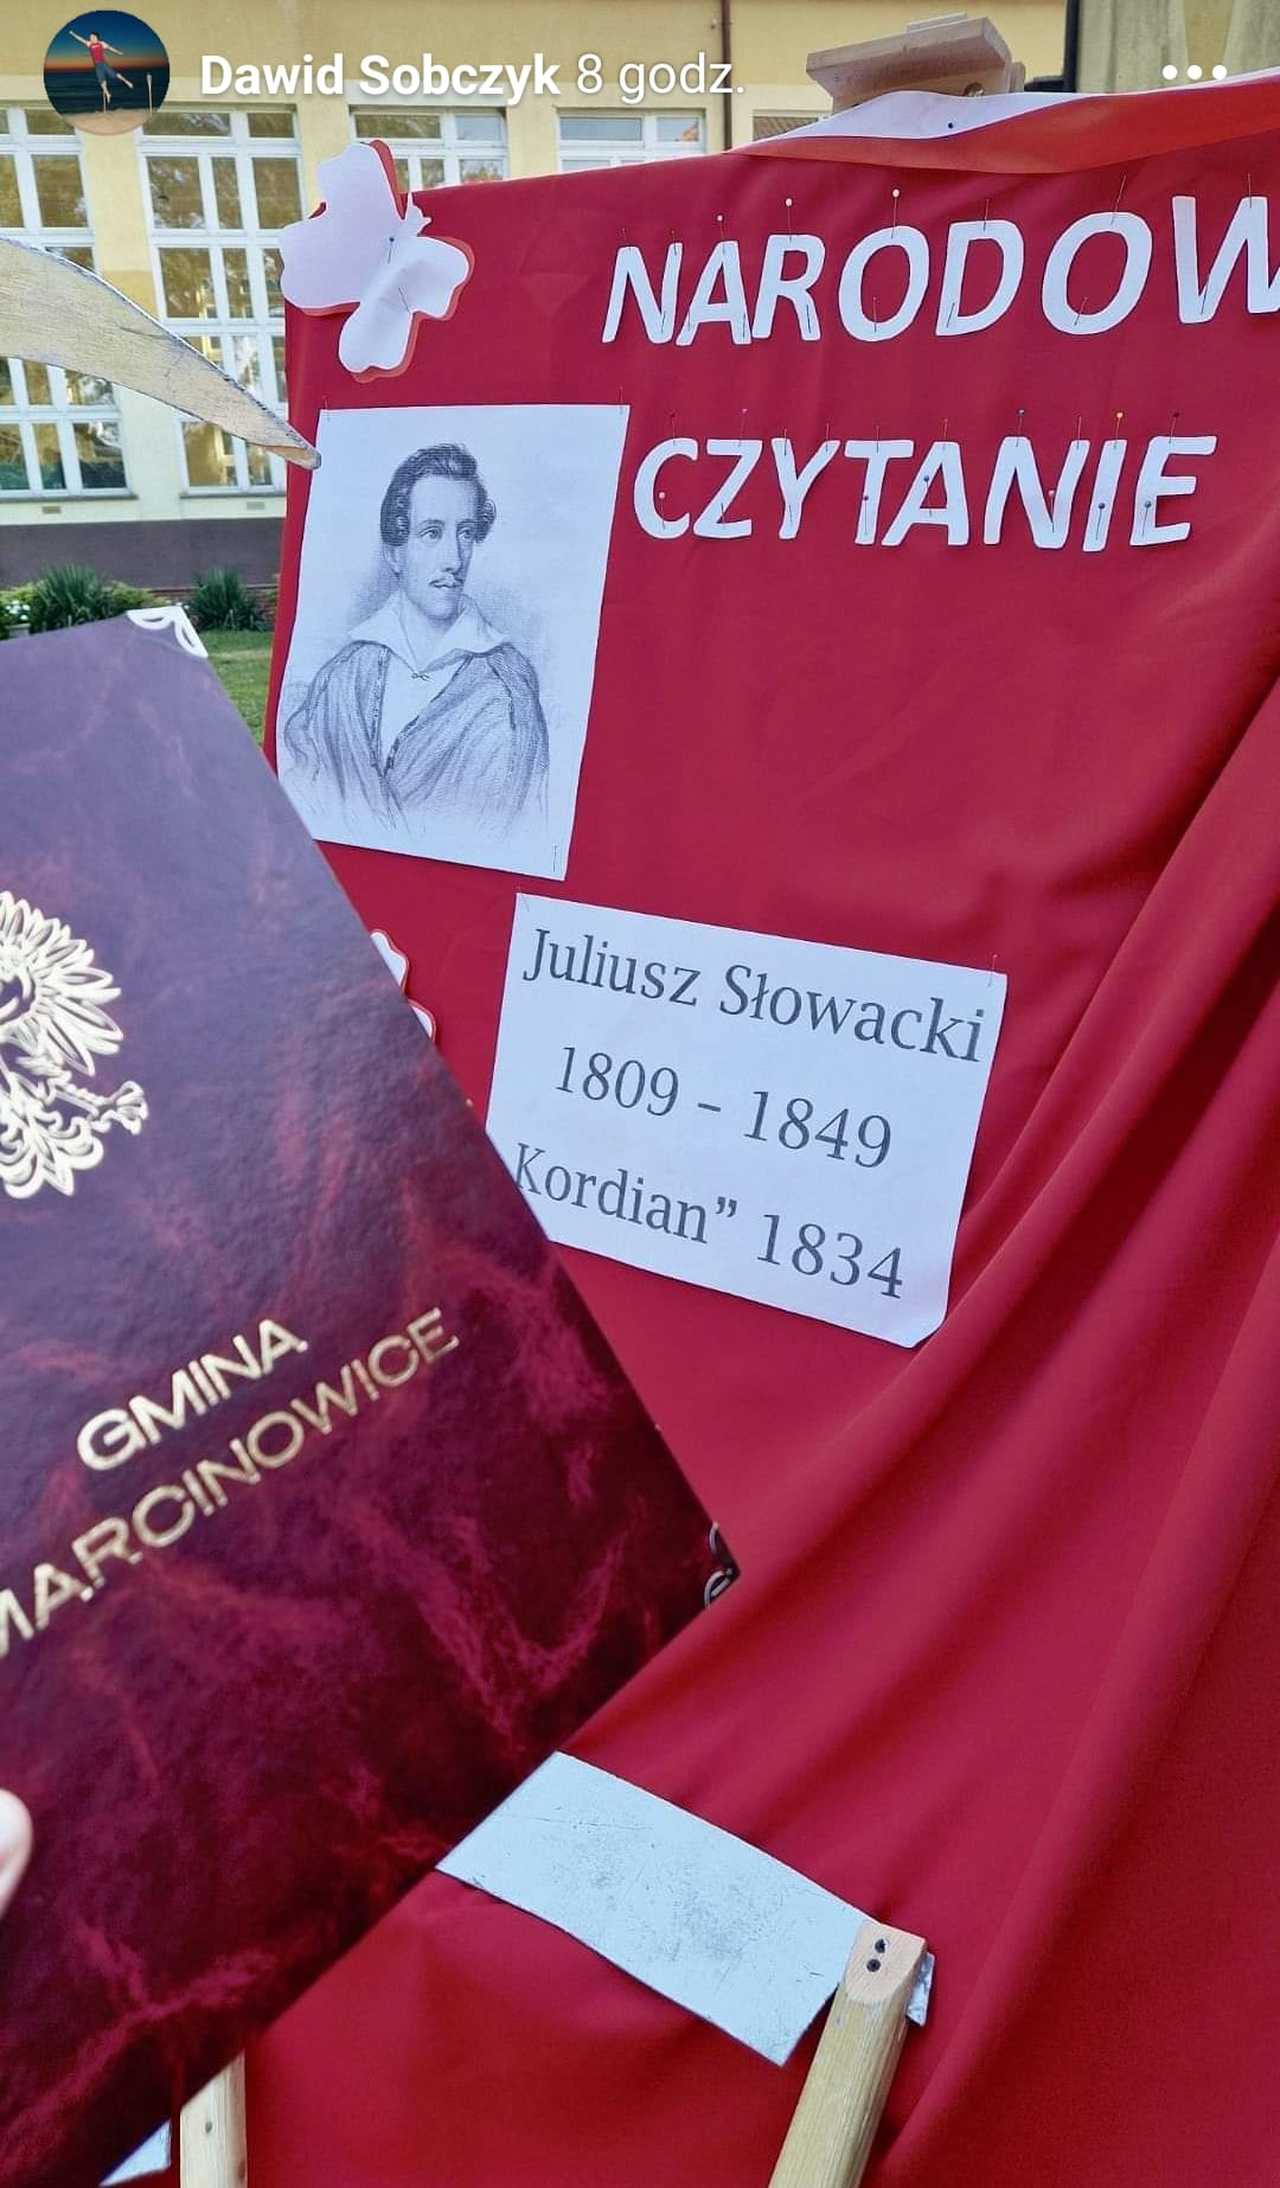 Dawid Sobczyk 8 godz.
NARODOW
CZYTANIE
Juliusz Słowacki
1809 – 1849
Kordian” 1834
GMINA
MARCINOWICE